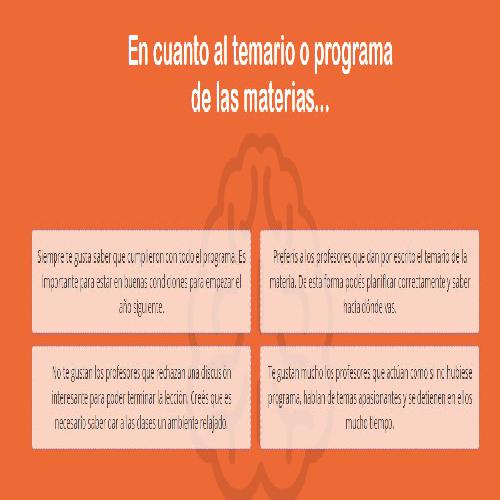 En cuanto al temario o programa
de las materias...
Siempre te gusta saber que cumplieron con todo el programa. Es
importante para estar en buenas condiciones para empezar el
año siguiente.
Preferís a los profesores que dan por escrito el temario de la
materia. De esta forma podés planificar correctamente y saber
hacia dónde vas.
No te gustan los profesores que rechazan una discusión
interesante para poder terminar la lección. Creés que es
necesario saber dar a las clases un ambiente relajado.
Te gustan mucho los profesores que actúan como si no hubiese
programa, hablan de temas apasionantes y se detienen en ellos
mucho tiempo.